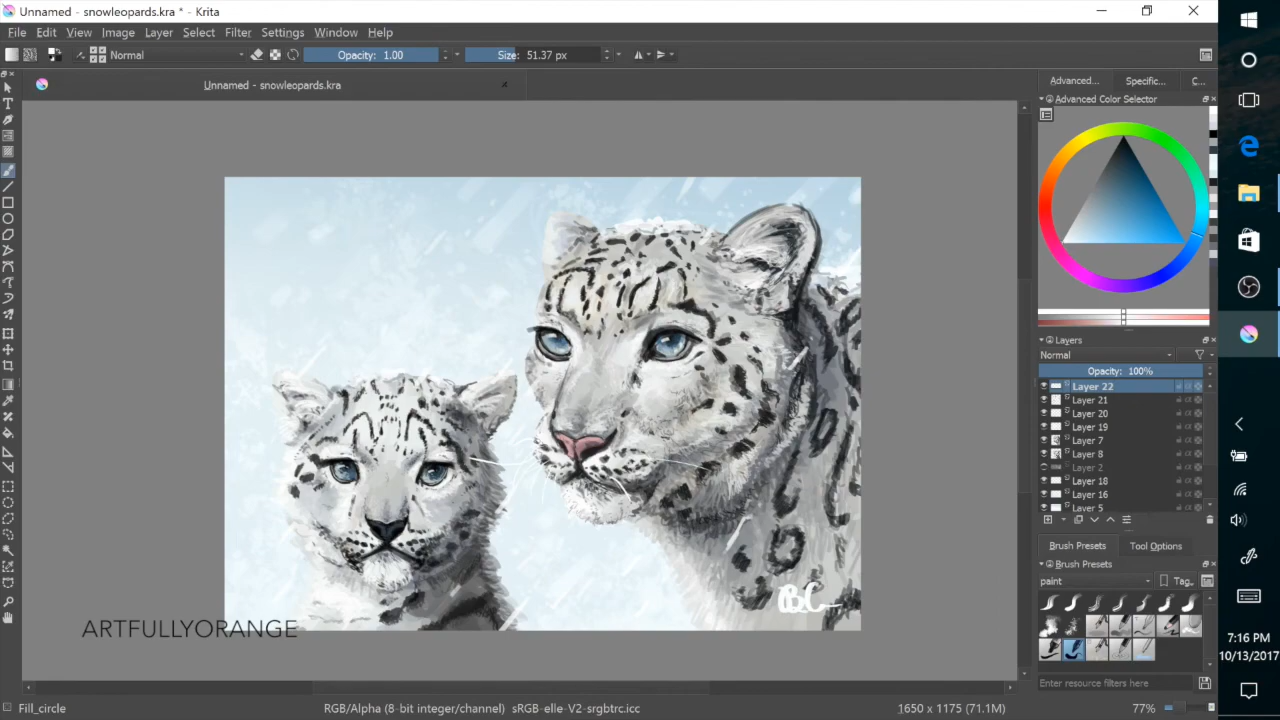 Unnamed - snowleopards.kra * - Krita
File Edit View Image Layer Select Filter Settings Window Help
Normal
Opacity: 1.00
Size: 51.37 px
Unnamed - snowleopards.kra
Advanced... Specific... C...
Advanced Color Selector
Layers
Normal
Opacity: 100%
Layer 22
Layer 21
Layer 20
Layer 19
Layer 7
Layer 8
Layer 2
Layer 18
Layer 16
Layer 5
Brush Presets Tool Options
Brush Presets
paint
Tag
Enter resource filters here
BC
ARTFULLYORANGE
Fill_circle
RGB/Alpha (8-bit integer/channel) sRGB-elle-V2-srgbtrc.icc
1650 x 1175 (71.1M)
77%
7:16 PM
10/13/2017